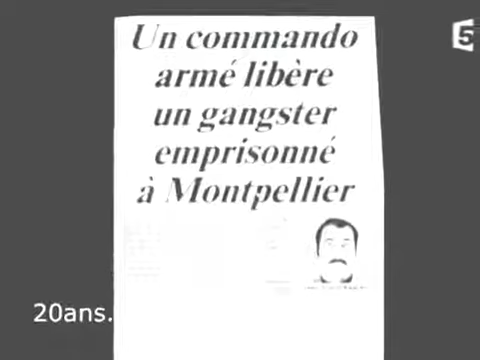 Un commando
armé libère
un gangster
emprisonné
à Montpellier
20ans.
5